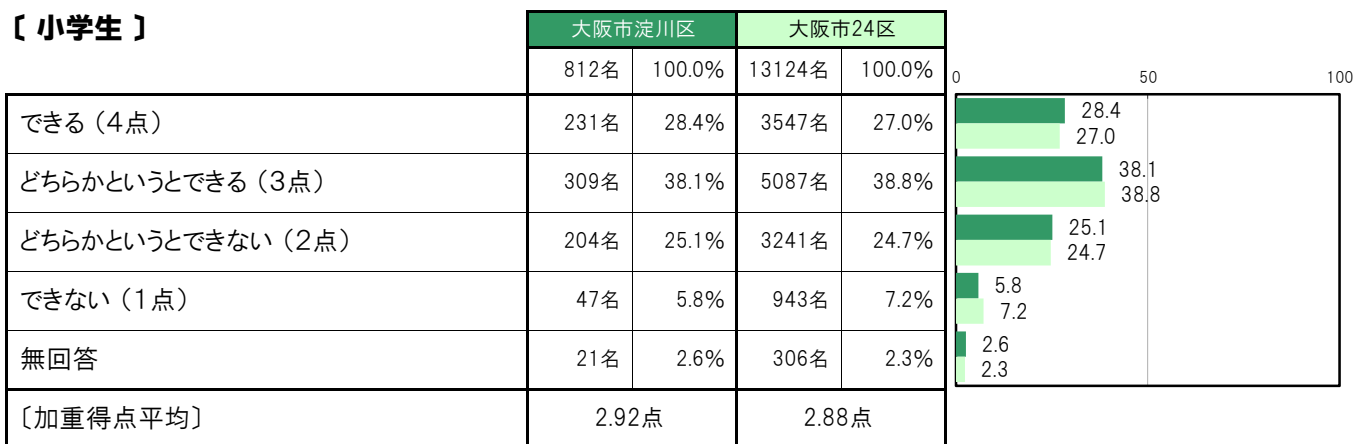 〔 小学生 〕
大阪市淀川区 大阪市24区
812名 100.0% 13124名 100.0%
0 50 100
できる（4点） 231名 28.4% 3547名 27.0%
28.4
27.0
どちらかというとできる（3点） 309名 38.1% 5087名 38.8%
38.1
38.8
どちらかというとできない（2点） 204名 25.1% 3241名 24.7%
25.1
24.7
できない（1点） 47名 5.8% 943名 7.2%
5.8
7.2
無回答 21名 2.6% 306名 2.3%
2.6
2.3
〔加重得点平均〕 2.92点 2.88点